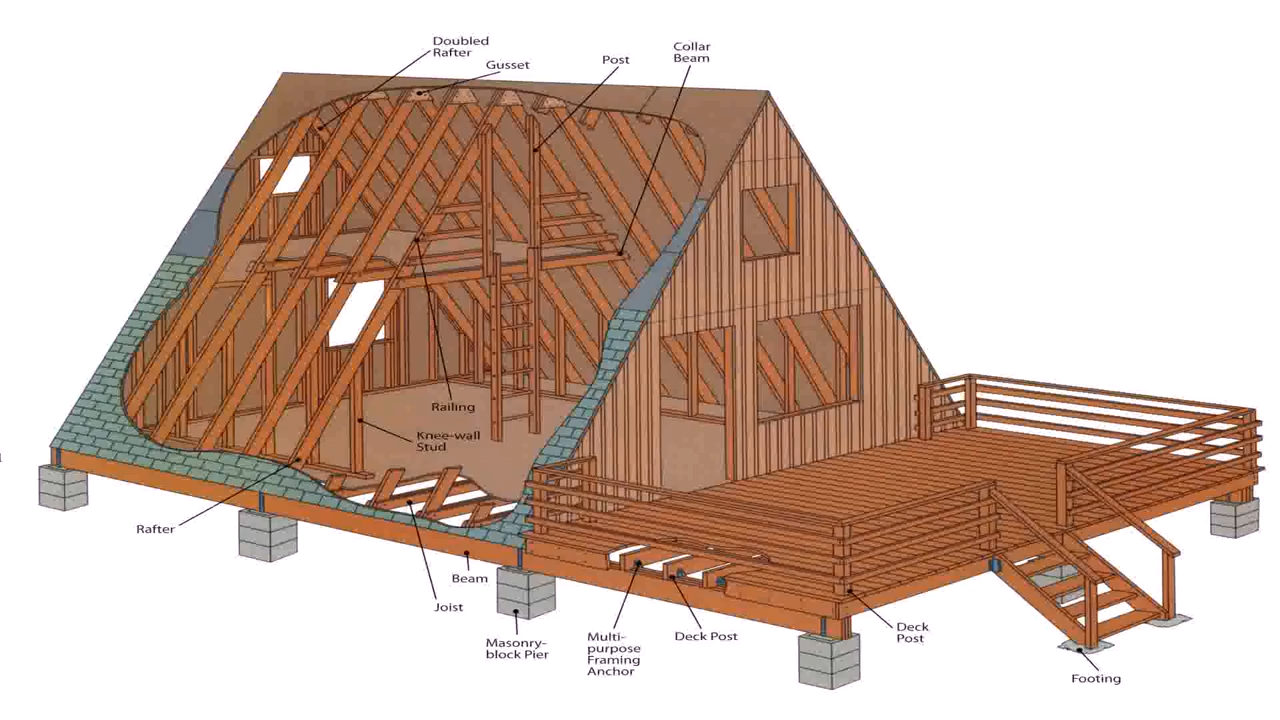 Doubled
Rafter
Gusset
Post
Collar
Beam
Railing
Knee-wall
Stud
Rafter
Beam
Joist
Masonry-
block Pier
Multi-
purpose
Framing
Anchor
Deck Post
Deck
Post
Footing